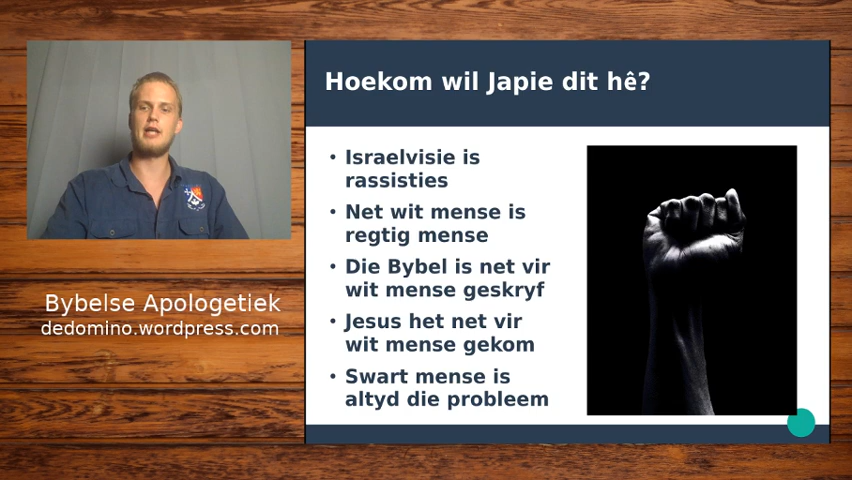 Hoekom wil Japie dit hê?
• Israelvisie is
rassisties
• Net wit mense is
regtig mense
• Die Bybel is net vir
wit mense geskryf
• Jesus het net vir
wit mense gekom
• Swart mense is
altyd die probleem
Bybelse Apologetiek
dedomino.wordpress.com